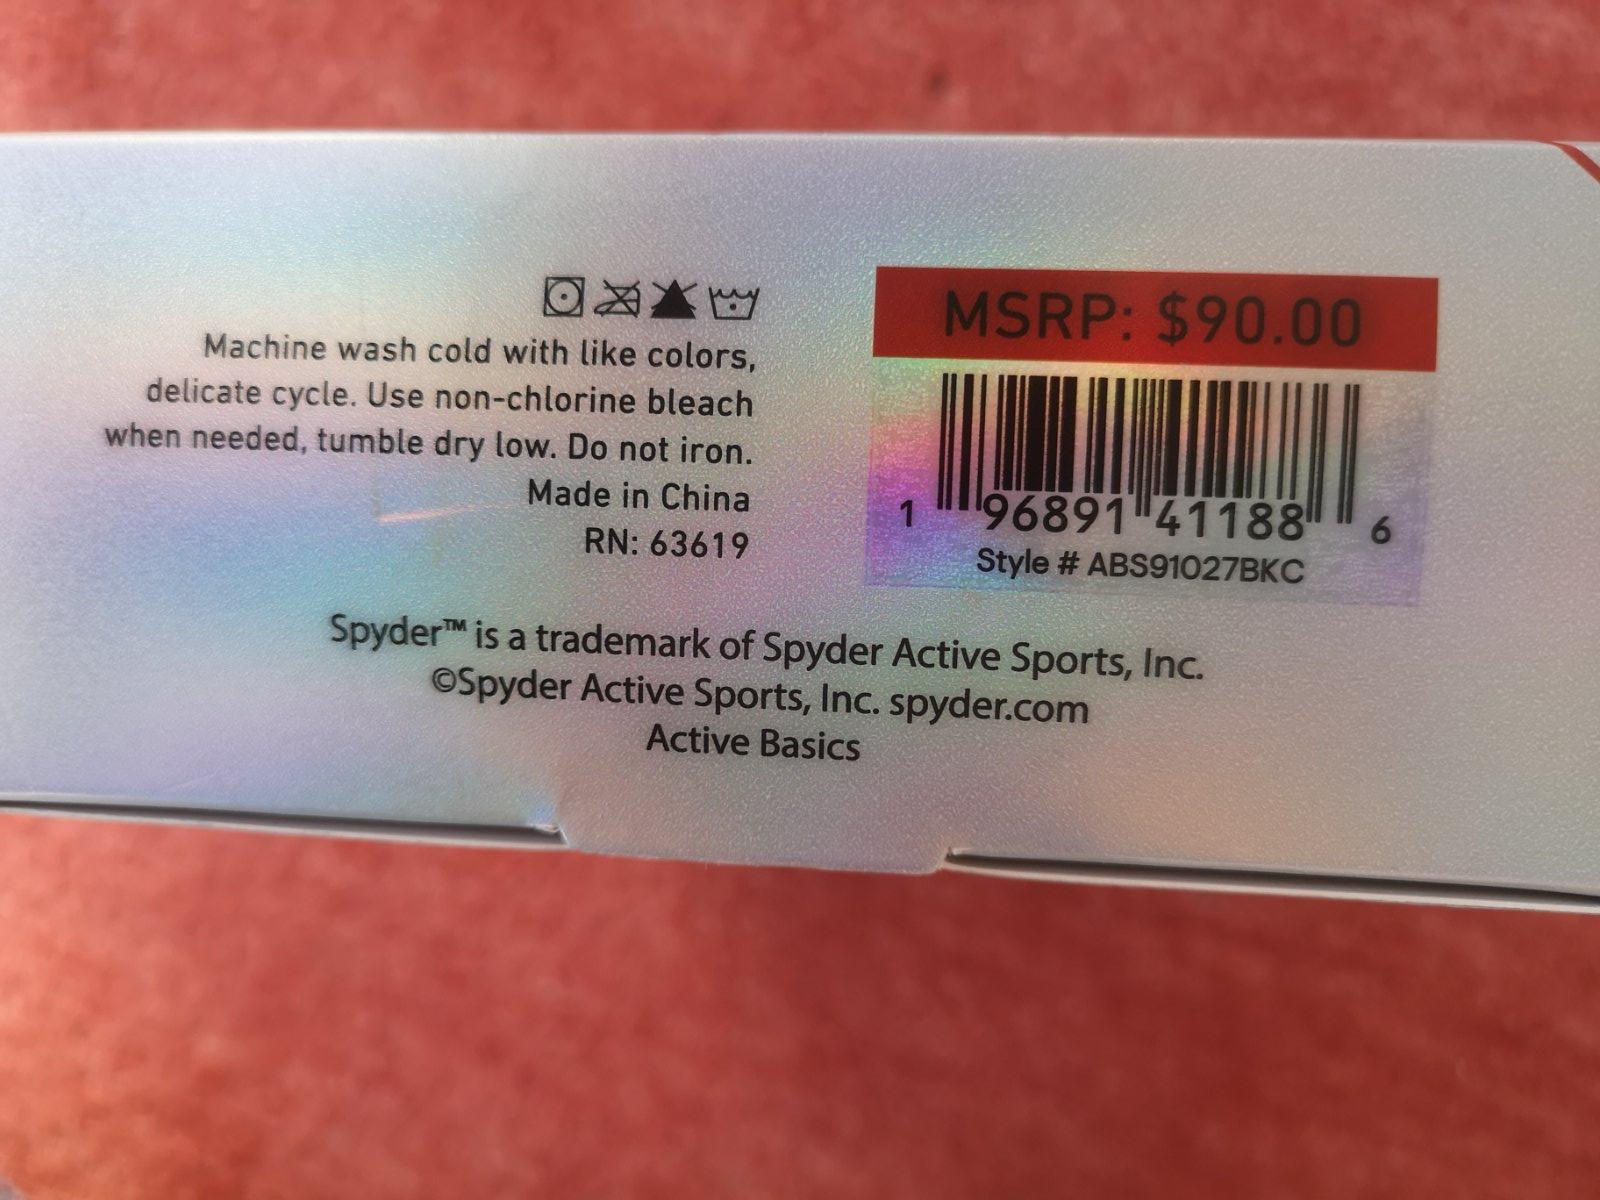 Machine wash cold with like colors,
delicate cycle. Use non-chlorine bleach
when needed, tumble dry low. Do not iron.
Made in China
RN: 63619
MSRP: $90.00
1 96891 41188 6
Style # ABS91027BKC
Spyder™ is a trademark of Spyder Active Sports, Inc.
©Spyder Active Sports, Inc. spyder.com
Active Basics